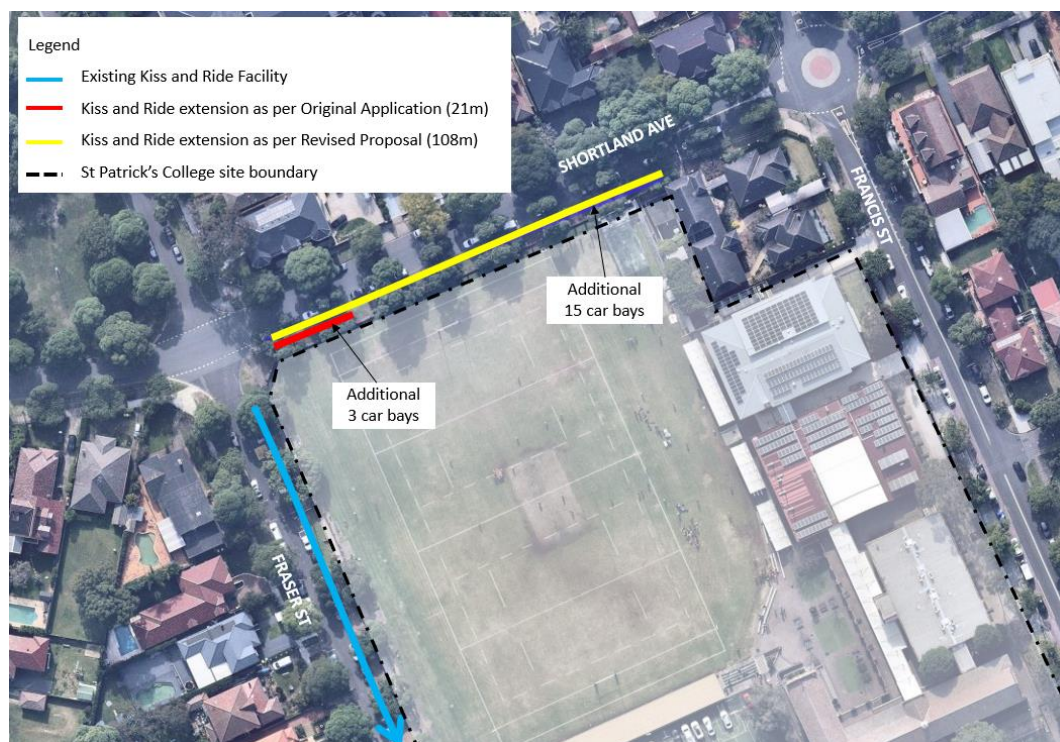 Legend
Existing Kiss and Ride Facility
Kiss and Ride extension as per Original Application (21m)
Kiss and Ride extension as per Revised Proposal (108m)
St Patrick's College site boundary
SHORTLAND AVE
FRANCIS ST
Additional
15 car bays
Additional
3 car bays
FRASER ST